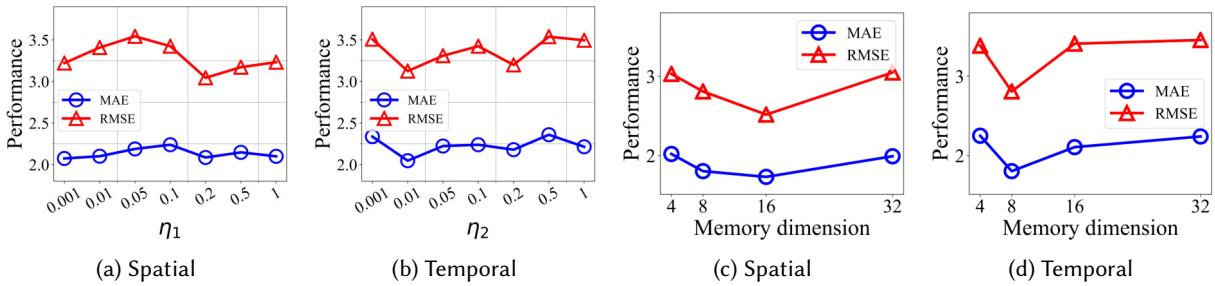 Performance
3.5
3.0
2.5
2.0
MAE
RMSE
0.001
0.01
0.05
0.1
0.2
0.5
1
η1
(a) Spatial
Performance
3.5
3.0
2.5
2.0
MAE
RMSE
0.001
0.01
0.05
0.1
0.2
0.5
1
η2
(b) Temporal
Performance
3
2
MAE
RMSE
4
8
16
32
Memory dimension
(c) Spatial
Performance
3
2
MAE
RMSE
4
8
16
32
Memory dimension
(d) Temporal